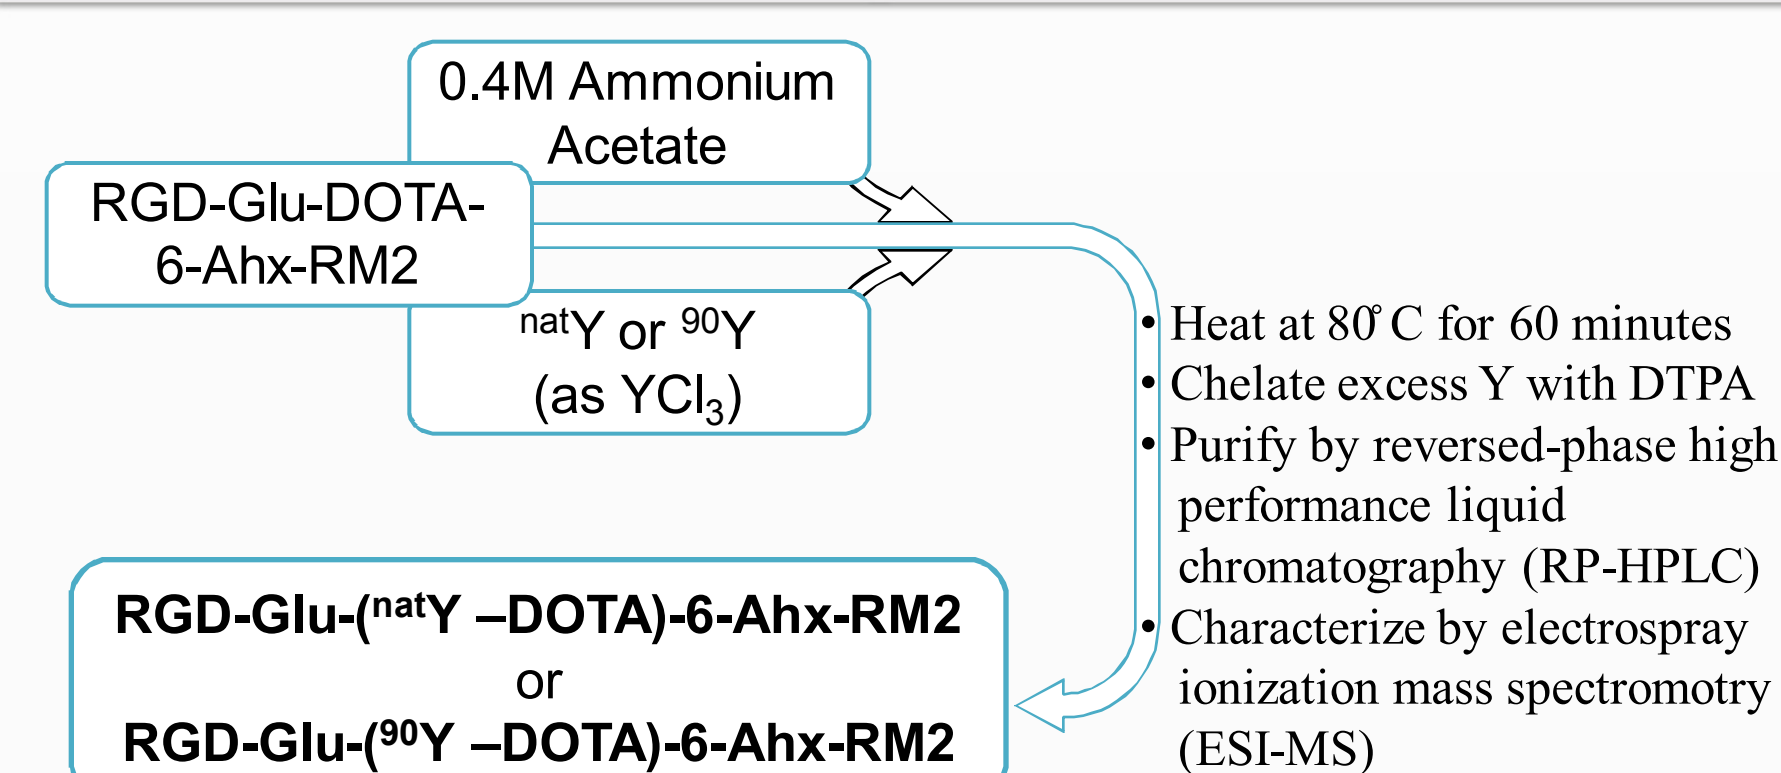 0.4M Ammonium
Acetate
RGD-Glu-DOTA-
6-Ahx-RM2
ⁿᵃᵗY or ⁹⁰Y
(as YCl₃)
• Heat at 80° C for 60 minutes
• Chelate excess Y with DTPA
• Purify by reversed-phase high
performance liquid
chromatography (RP-HPLC)
• Characterize by electrospray
ionization mass spectromotry
(ESI-MS)
RGD-Glu-(ⁿᵃᵗY –DOTA)-6-Ahx-RM2
or
RGD-Glu-(⁹⁰Y –DOTA)-6-Ahx-RM2